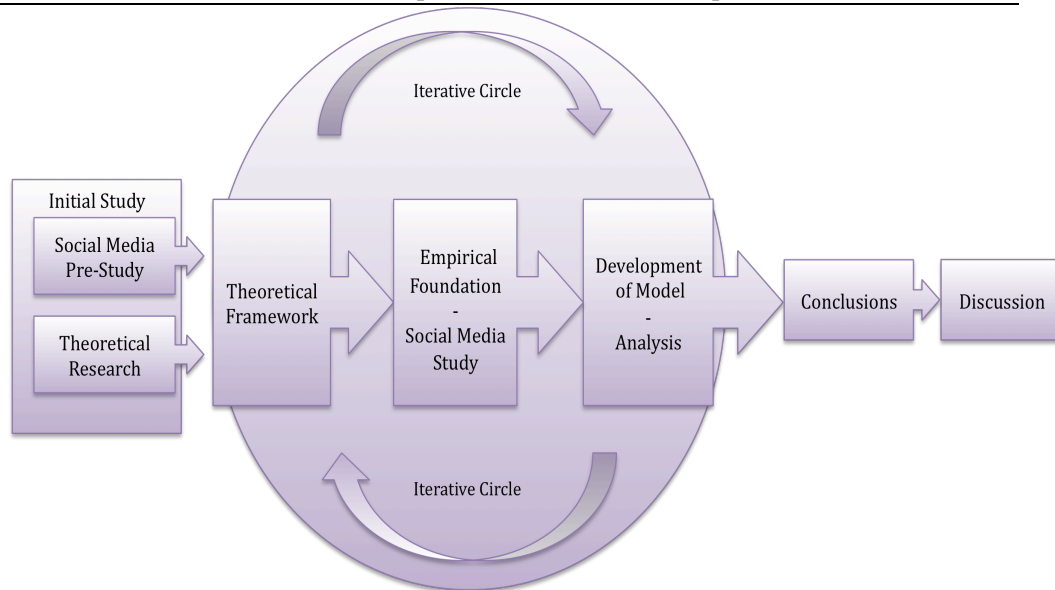 Iterative Circle
Initial Study
Social Media
Pre-Study
Theoretical
Research
Theoretical
Framework
Empirical
Foundation
-
Social Media
Study
Development
of Model
-
Analysis
Conclusions
Discussion
Iterative Circle